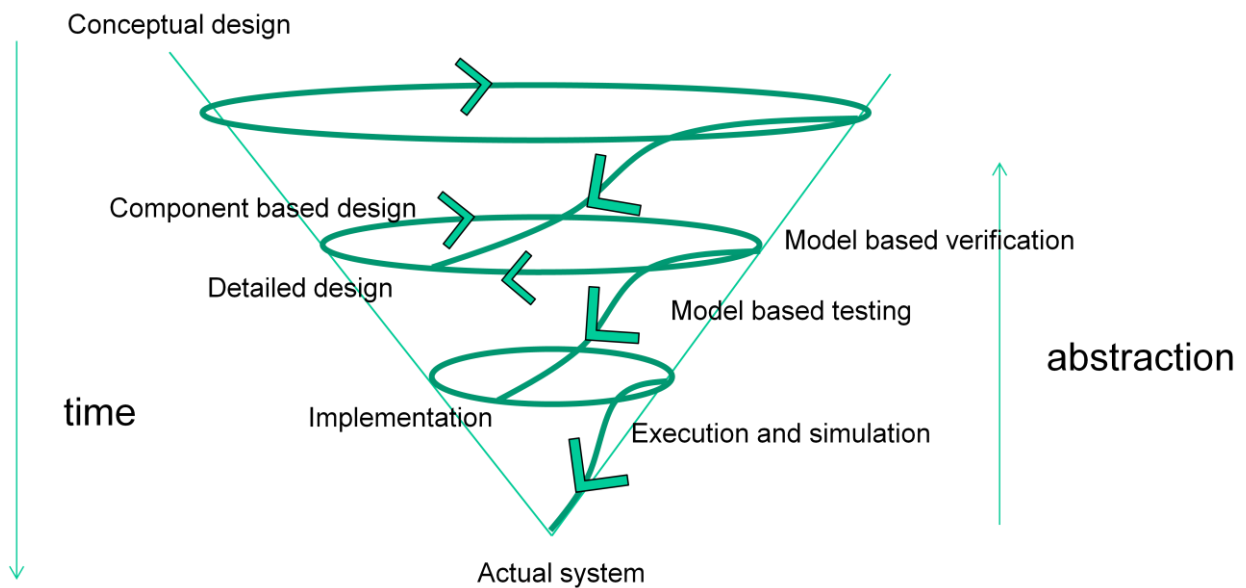 Conceptual design
Component based design
Model based verification
Detailed design
Model based testing
abstraction
time
Implementation
Execution and simulation
Actual system